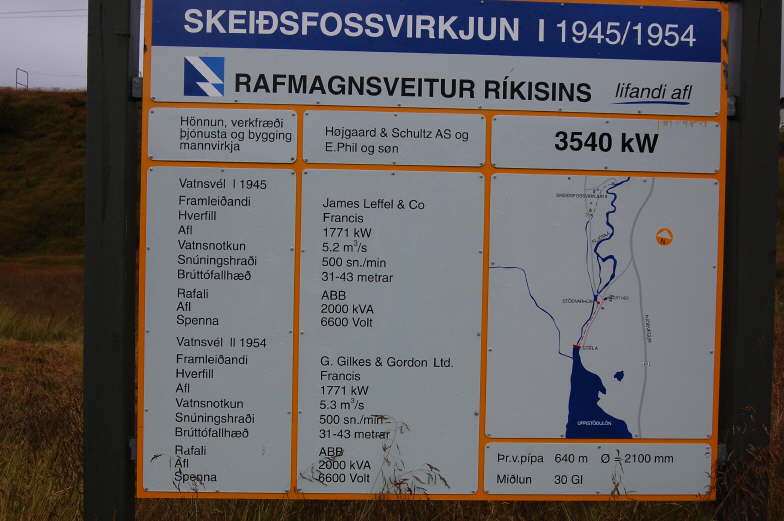 SKEIÐSFOSSVIRKJUN I 1945/1954
RAFMAGNSVEITUR RÍKISINS lifandi afl
Hönnun, verkfræði
þjónusta og bygging
mannvirkja
Højgaard & Schultz AS og
E.Phil og søn
3540 kW
Vatnsvél I 1945
Framleiðandi James Leffel & Co
Hverfill Francis
Afl 1771 kW
Vatnsnotkun 5.2 m³/s
Snúningshraði 500 sn./min
Brúttófallhæð 31-43 metrar
Rafali ABB
Afl 2000 kVA
Spenna 6600 Volt
Vatnsvél II 1954
Framleiðandi G. Gilkes & Gordon Ltd.
Hverfill Francis
Afl 1771 kW
Vatnsnotkun 5.3 m³/s
Snúningshraði 500 sn./min
Brúttófallhæð 31-43 metrar
Rafali ABB
Afl 2000 kVA
Spenna 6600 Volt
N
STÍFLA
UPPISTÖÐULÓN
Þr.v.pípa 640 m Ø = 2100 mm
Miðlun 30 Gl